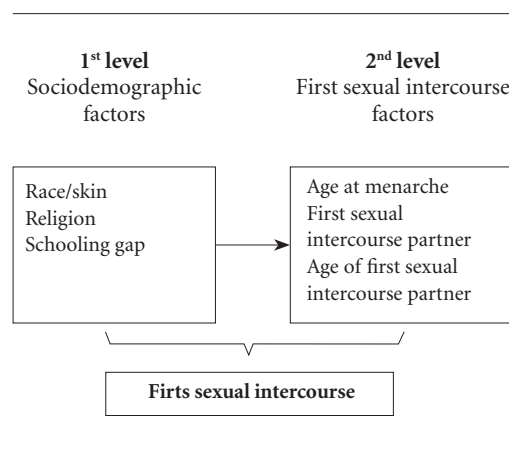 1st level
Sociodemographic
factors
2nd level
First sexual intercourse
factors
Race/skin
Religion
Schooling gap
Age at menarche
First sexual
intercourse partner
Age of first sexual
intercourse partner
Firts sexual intercourse